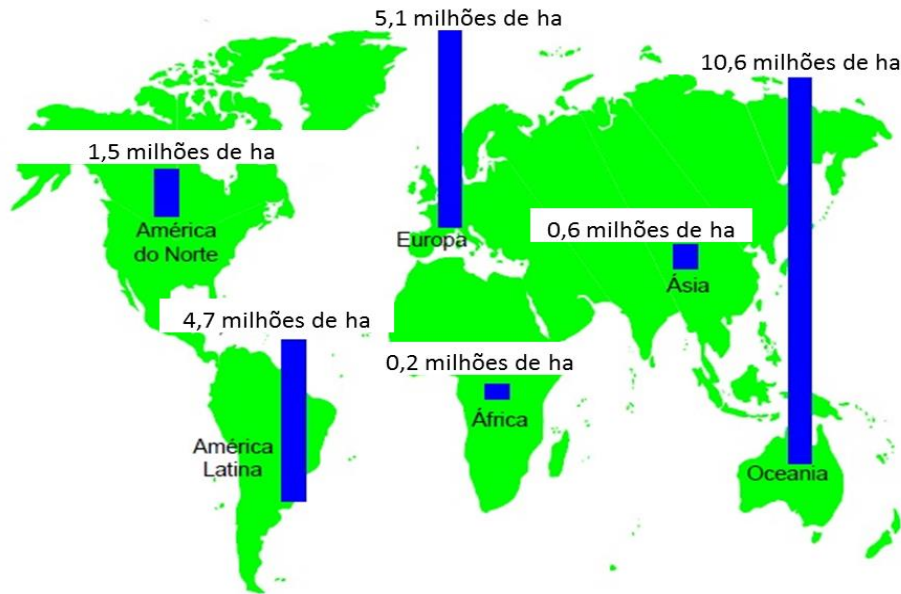 5,1 milhões de ha
10,6 milhões de ha
1,5 milhões de ha
América
do Norte
Europa
0,6 milhões de ha
Ásia
4,7 milhões de ha
0,2 milhões de ha
África
América
Latina
Oceania